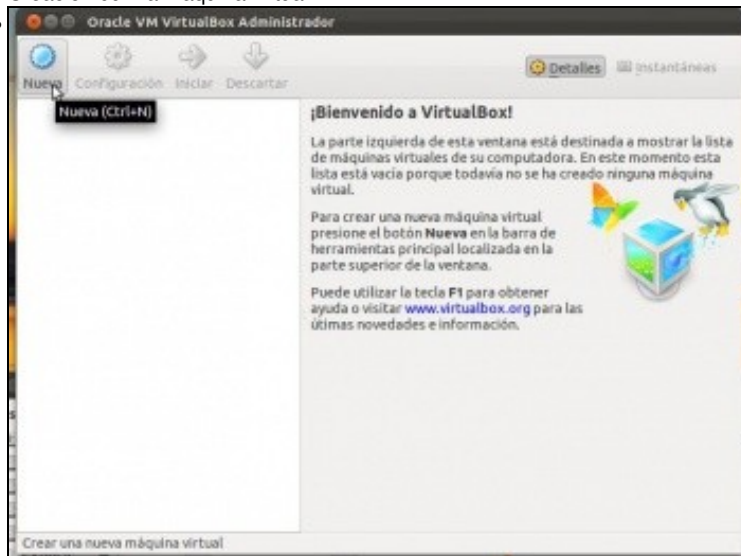 Oracle VM VirtualBox Administrador
Nueva Configuración Iniciar Descartar
Detalles Instantáneas
Nueva (Ctrl+N)
¡Bienvenido a VirtualBox!
La parte izquierda de esta ventana está destinada a mostrar la lista
de máquinas virtuales de su computadora. En este momento esta
lista está vacía porque todavía no se ha creado ninguna máquina
virtual.
Para crear una nueva máquina virtual
presione el botón Nueva en la barra de
herramientas principal localizada en la
parte superior de la ventana.
Puede utilizar la tecla F1 para obtener
ayuda o visitar www.virtualbox.org para las
útimas novedades e información.
Crear una nueva máquina virtual